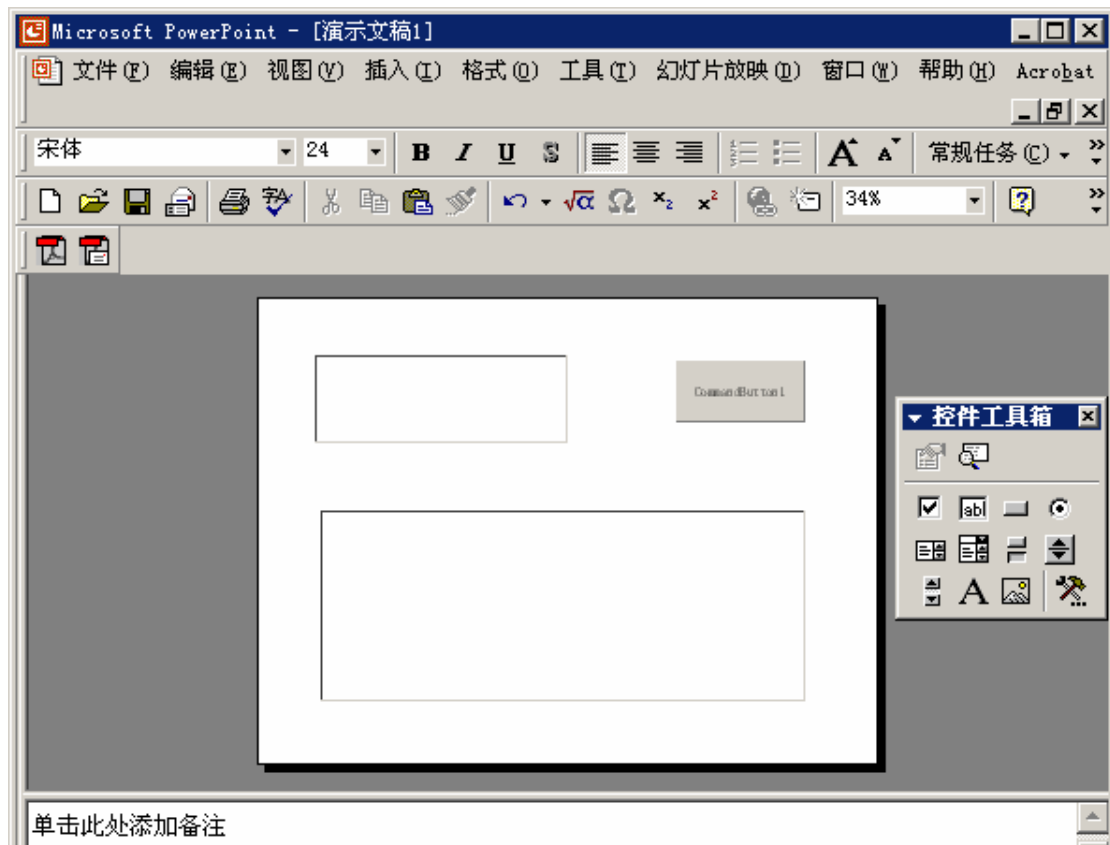 Microsoft PowerPoint - [演示文稿1]
文件(F) 编辑(E) 视图(V) 插入(I) 格式(O) 工具(T) 幻灯片放映(D) 窗口(W) 帮助(H) Acrobat
宋体 24 B I U S A A 常规任务(C)
√α Ω ×₂ ×² 34%
CommandButton1
控件工具箱
abl
A
单击此处添加备注